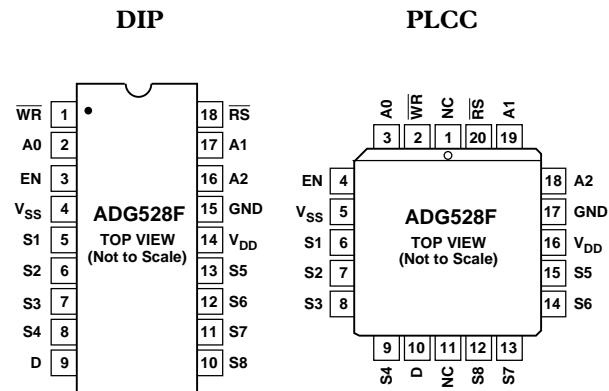 DIP
WR 1 18 RS
A0 2 17 A1
EN 3 16 A2
VSS 4 15 GND
S1 5 14 VDD
S2 6 13 S5
S3 7 12 S6
S4 8 11 S7
D 9 10 S8
ADG528F
TOP VIEW
(Not to Scale)
PLCC
A0 WR NC RS A1
3 2 1 20 19
EN 4 18 A2
VSS 5 17 GND
S1 6 16 VDD
S2 7 15 S5
S3 8 14 S6
ADG528F
TOP VIEW
(Not to Scale)
9 10 11 12 13
S4 D NC S8 S7